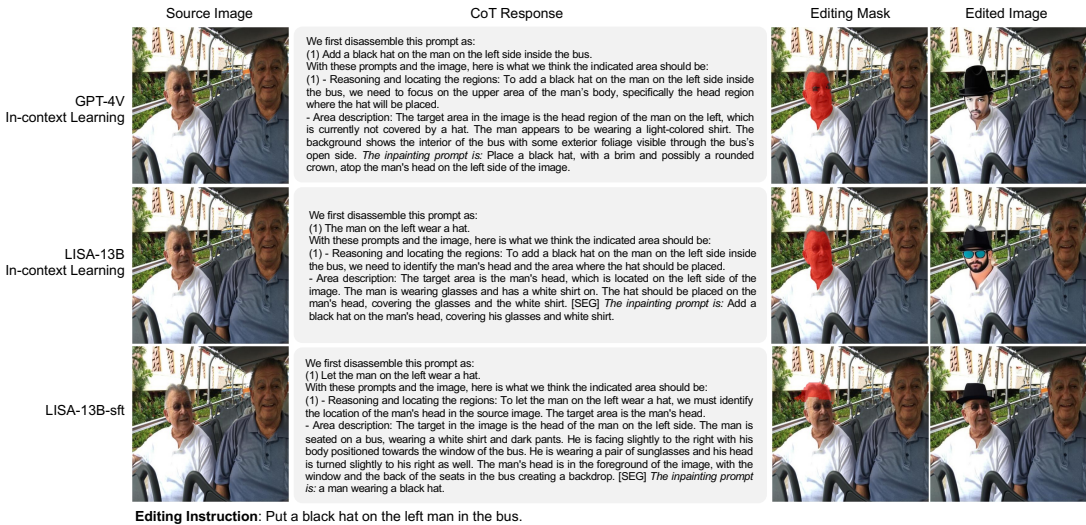 Source Image
CoT Response
Editing Mask
Edited Image
GPT-4V
In-context Learning
We first disassemble this prompt as:
(1) Add a black hat on the man on the left side inside the bus.
With these prompts and the image, here is what we think the indicated area should be:
(1) - Reasoning and locating the regions: To add a black hat on the man on the left side inside
the bus, we need to focus on the upper area of the man's body, specifically the head region
where the hat will be placed.
- Area description: The target area in the image is the head region of the man on the left, which
is currently not covered by a hat. The man appears to be wearing a light-colored shirt. The
background shows the interior of the bus with some exterior foliage visible through the bus's
open side. The inpainting prompt is: Place a black hat, with a brim and possibly a rounded
crown, atop the man's head on the left side of the image.
LISA-13B
In-context Learning
We first disassemble this prompt as:
(1) The man on the left wear a hat.
With these prompts and the image, here is what we think the indicated area should be:
(1) - Reasoning and locating the regions: To add a black hat on the man on the left side inside
the bus, we need to identify the man's head and the area where the hat should be placed.
- Area description: The target area is the man's head, which is located on the left side of the
image. The man is wearing glasses and has a white shirt on. The hat should be placed on the
man's head, covering the glasses and the white shirt. [SEG] The inpainting prompt is: Add a
black hat on the man's head, covering his glasses and white shirt.
LISA-13B-sft
We first disassemble this prompt as:
(1) Let the man on the left wear a hat.
With these prompts and the image, here is what we think the indicated area should be:
(1) - Reasoning and locating the regions: To let the man on the left wear a hat, we must identify
the location of the man's head in the source image. The target area is the man's head.
- Area description: The target in the image is the head of the man on the left side. The man is
seated on a bus, wearing a white shirt and dark pants. He is facing slightly to the right with his
body positioned towards the window of the bus. He is wearing a pair of sunglasses and his head
is turned slightly to his right as well. The man's head is in the foreground of the image, with the
window and the back of the seats in the bus creating a backdrop. [SEG] The inpainting prompt
is: a man wearing a black hat.
Editing Instruction: Put a black hat on the left man in the bus.